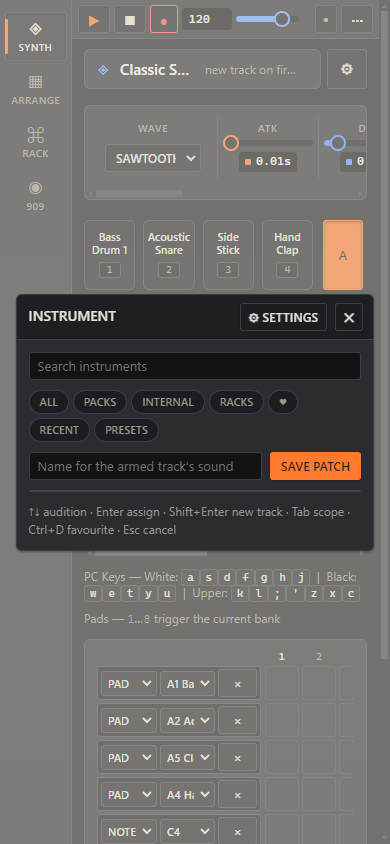 SYNTH
ARRANGE
RACK
909
120
Classic S...
new track on fir...
WAVE
ATK
D
SAWTOOTH
0.01s
0
Bass Drum 1
1
Acoustic Snare
2
Side Stick
3
Hand Clap
4
A
INSTRUMENT
SETTINGS
Search instruments
ALL
PACKS
INTERNAL
RACKS
RECENT
PRESETS
Name for the armed track's sound
SAVE PATCH
↑↓ audition · Enter assign · Shift+Enter new track · Tab scope ·
Ctrl+D favourite · Esc cancel
PC Keys — White: a s d f g h j | Black:
w e t y u | Upper: k l ; ' z x c
Pads — 1…8 trigger the current bank
1 2
PAD A1 Ba ×
PAD A2 Ac ×
PAD A5 Cl ×
PAD A4 Ha ×
NOTE C4 ×